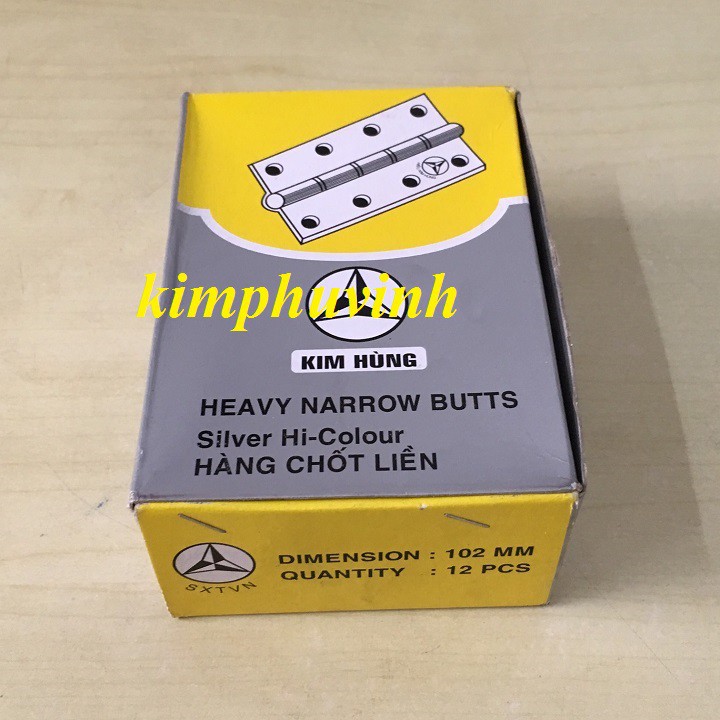 kimphuvinh
KIM HÙNG
HEAVY NARROW BUTTS
Silver Hi-Colour
HÀNG CHỐT LIỀN
DIMENSION : 102 MM
QUANTITY : 12 PCS
SXTVN